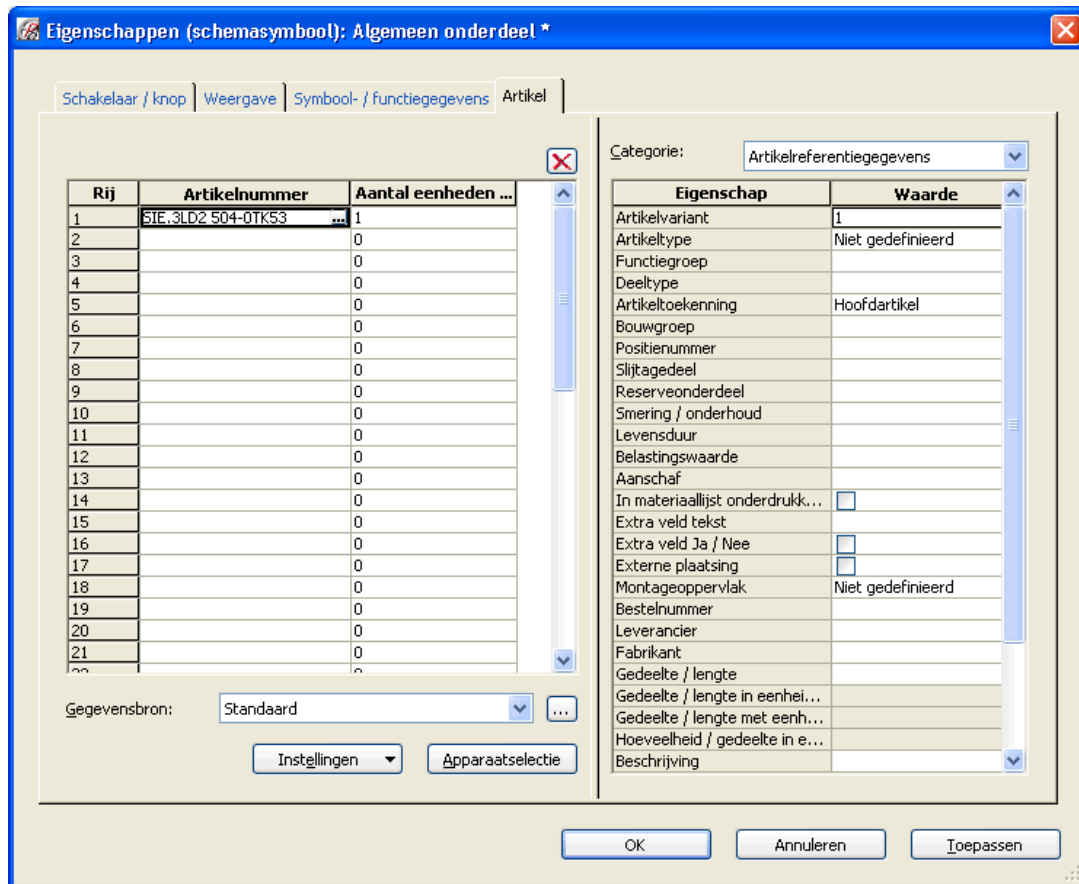 Eigenschappen (schemasymbool): Algemeen onderdeel *
Schakelaar / knop Weergave Symbool- / functiegegevens Artikel
Rij Artikelnummer Aantal eenheden ...
1 SIE.3LD2 504-0TK53 ... 1
2 0
3 0
4 0
5 0
6 0
7 0
8 0
9 0
10 0
11 0
12 0
13 0
14 0
15 0
16 0
17 0
18 0
19 0
20 0
21 0
Gegevensbron: Standaard ...
Instellingen Apparaatselectie
Categorie: Artikelreferentiegegevens
Eigenschap Waarde
Artikelvariant 1
Artikeltype Niet gedefinieerd
Functiegroep
Deeltype
Artikeltoekenning Hoofdartikel
Bouwgroep
Positienummer
Slijtagedeel
Reserveonderdeel
Smering / onderhoud
Levensduur
Belastingswaarde
Aanschaf
In materiaallijst onderdrukk...
Extra veld tekst
Extra veld Ja / Nee
Externe plaatsing
Montageoppervlak Niet gedefinieerd
Bestelnummer
Leverancier
Fabrikant
Gedeelte / lengte
Gedeelte / lengte in eenhei...
Gedeelte / lengte met eenh...
Hoeveelheid / gedeelte in e...
Beschrijving
OK Annuleren Toepassen